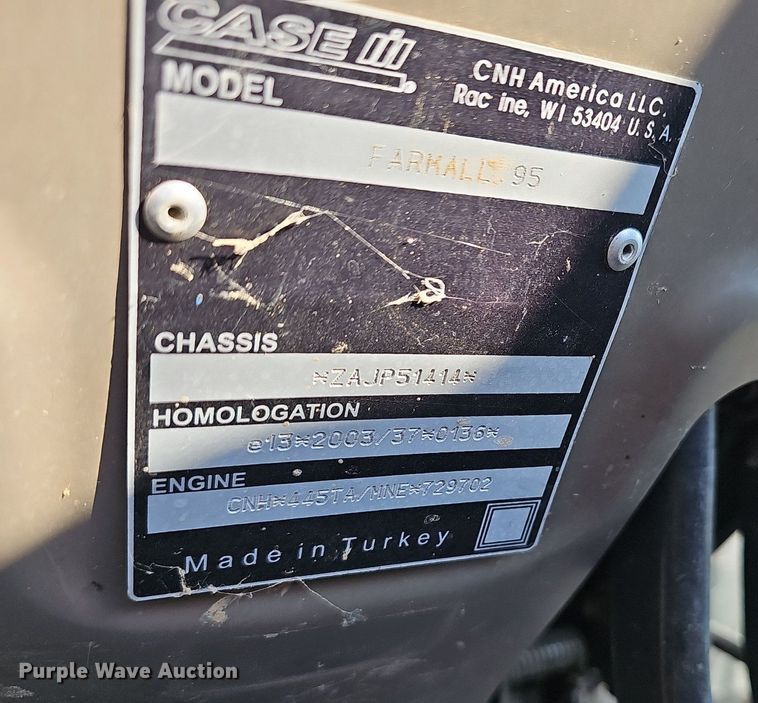 CASE IH
CNH America LLC.
Racine, WI 53404 U.S.A.
MODEL
FARMALL 95
CHASSIS
*ZAJP51414*
HOMOLOGATION
e13*2003/37*0136*
ENGINE
CNH*445TA/MNE*729702
Made in Turkey
Purple Wave Auction